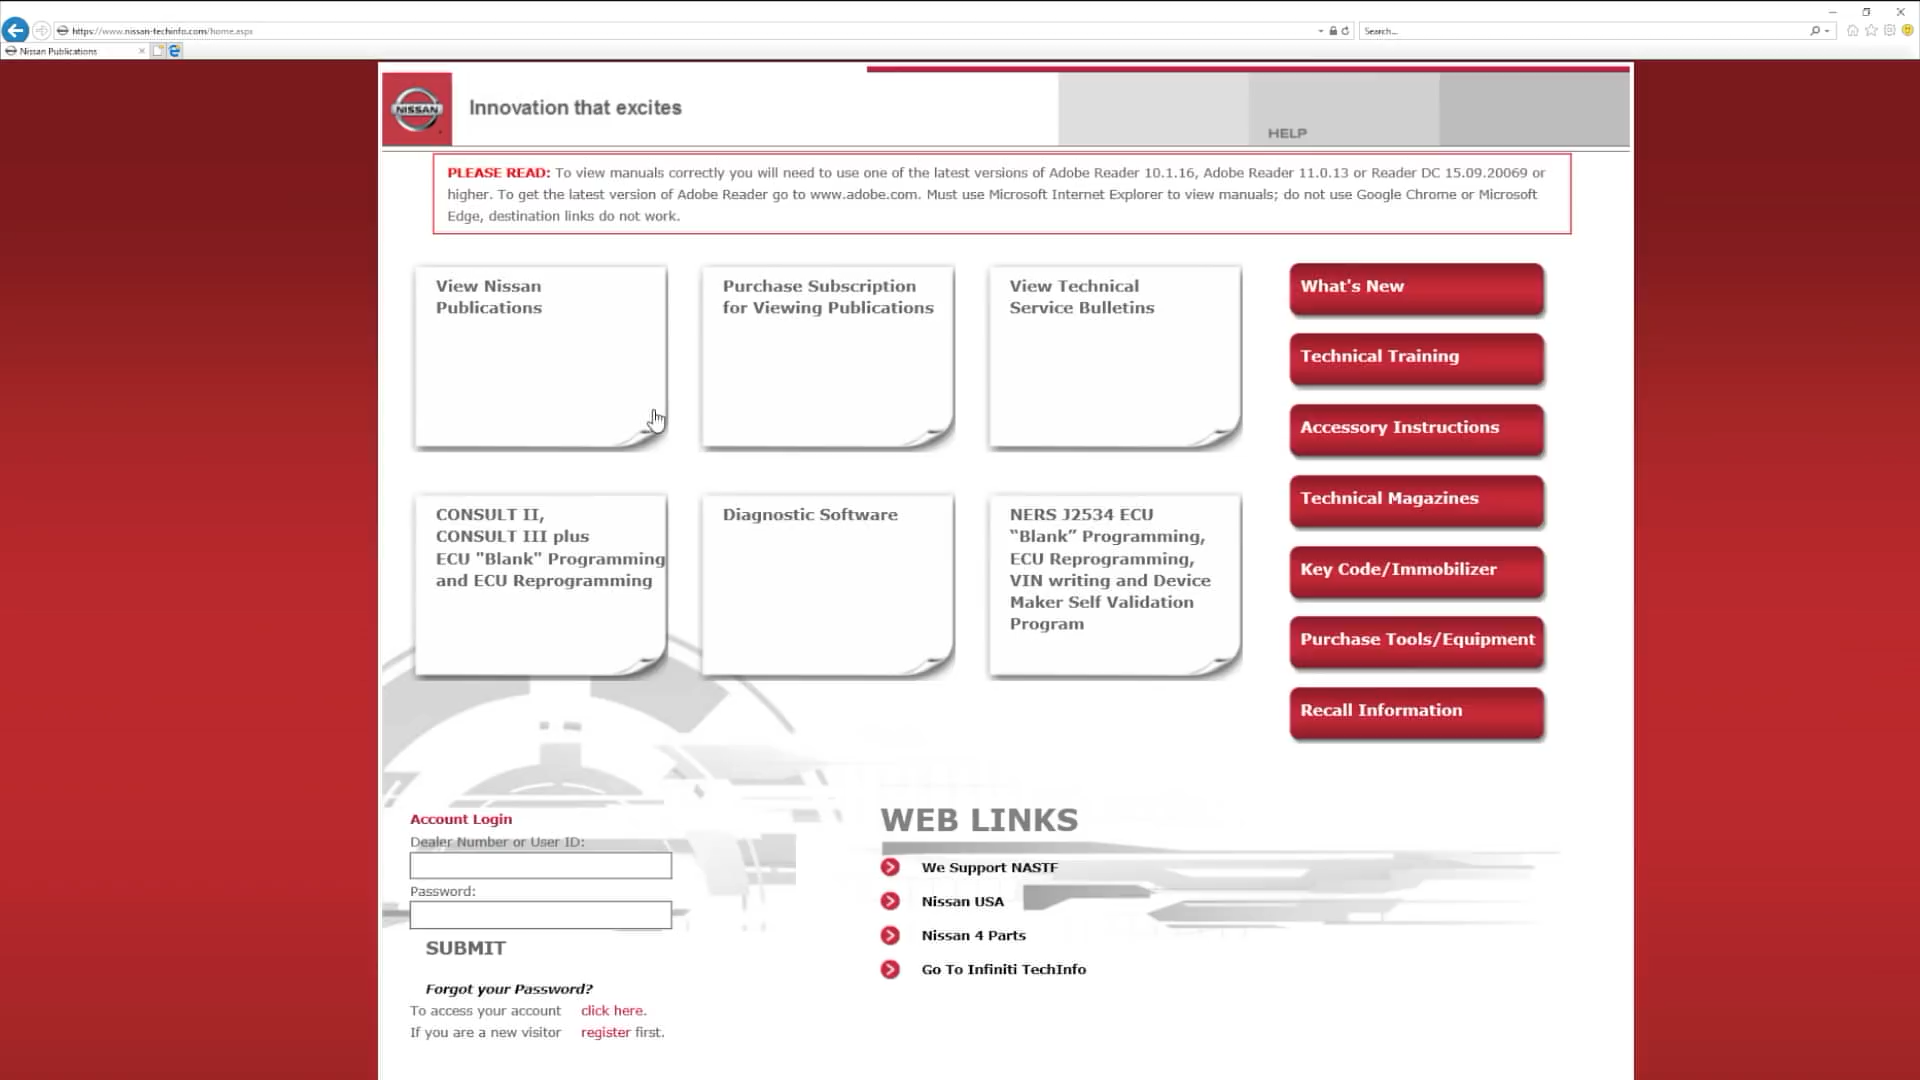 https://www.nissan-techinfo.com/home.aspx
Search...
Nissan Publications
NISSAN
Innovation that excites
HELP
PLEASE READ: To view manuals correctly you will need to use one of the latest versions of Adobe Reader 10.1.16, Adobe Reader 11.0.13 or Reader DC 15.09.20069 or
higher. To get the latest version of Adobe Reader go to www.adobe.com. Must use Microsoft Internet Explorer to view manuals; do not use Google Chrome or Microsoft
Edge, destination links do not work.
View Nissan
Publications
Purchase Subscription
for Viewing Publications
View Technical
Service Bulletins
CONSULT II,
CONSULT III plus
ECU "Blank" Programming
and ECU Reprogramming
Diagnostic Software
NERS J2534 ECU
“Blank” Programming,
ECU Reprogramming,
VIN writing and Device
Maker Self Validation
Program
What's New
Technical Training
Accessory Instructions
Technical Magazines
Key Code/Immobilizer
Purchase Tools/Equipment
Recall Information
Account Login
Dealer Number or User ID:
Password:
SUBMIT
Forgot your Password?
To access your account click here.
If you are a new visitor register first.
WEB LINKS
We Support NASTF
Nissan USA
Nissan 4 Parts
Go To Infiniti TechInfo